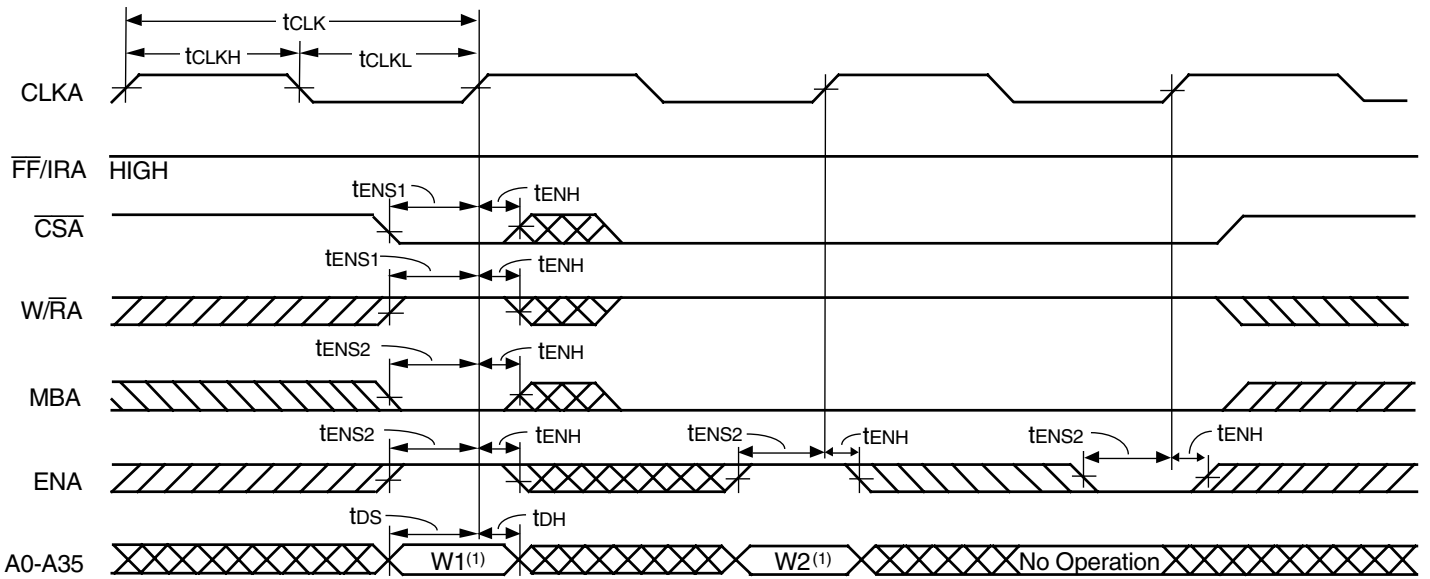 tCLK
tCLKH tCLKL
CLKA
FF/IRA HIGH
tENS1 tENH
CSA
tENS1 tENH
W/RA
tENS2 tENH
MBA
tENS2 tENH tENS2 tENH tENS2 tENH
ENA
tDS tDH
A0-A35 W1(1) W2(1) No Operation